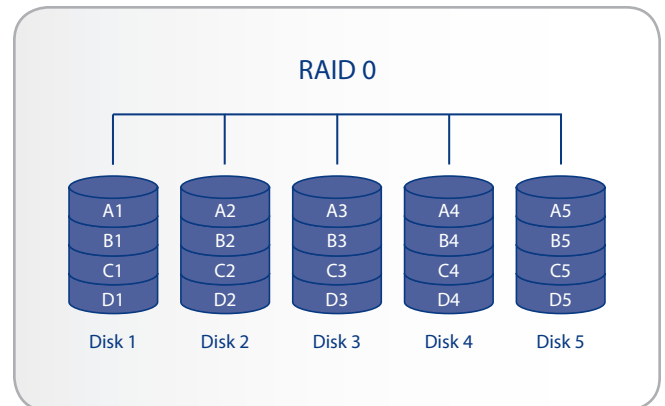 RAID 0
A1 A2 A3 A4 A5
B1 B2 B3 B4 B5
C1 C2 C3 C4 C5
D1 D2 D3 D4 D5
Disk 1 Disk 2 Disk 3 Disk 4 Disk 5